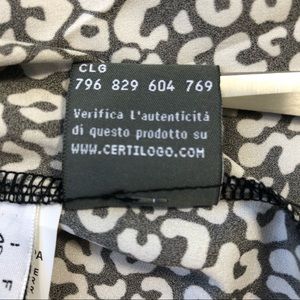 CLG
796 829 604 769
Verifica l'autenticità
di questo prodotto su
WWW.CERTILOGO.COM